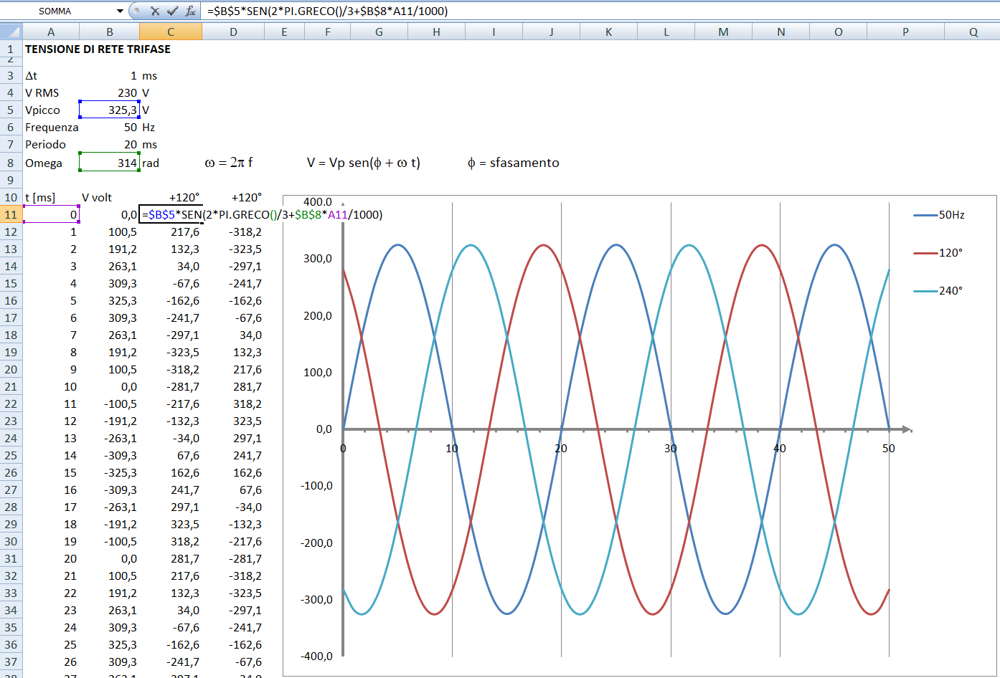 SOMMA =$B$5*SEN(2*PI.GRECO()/3+$B$8*A11/1000)
A B C D E F G H I J K L M N O P Q
1 TENSIONE DI RETE TRIFASE
2
3 Δt 1 ms
4 V RMS 230 V
5 Vpicco 325,3 V
6 Frequenza 50 Hz
7 Periodo 20 ms
8 Omega 314 rad ω = 2π f V = Vp sen(ϕ + ω t) ϕ = sfasamento
9
10 t [ms] V volt +120° +120°
11 0 0,0 =$B$5*SEN(2*PI.GRECO()/3+$B$8*A11/1000)
12 1 100,5 217,6 -318,2
13 2 191,2 132,3 -323,5
14 3 263,1 34,0 -297,1
15 4 309,3 -67,6 -241,7
16 5 325,3 -162,6 -162,6
17 6 309,3 -241,7 -67,6
18 7 263,1 -297,1 34,0
19 8 191,2 -323,5 132,3
20 9 100,5 -318,2 217,6
21 10 0,0 -281,7 281,7
22 11 -100,5 -217,6 318,2
23 12 -191,2 -132,3 323,5
24 13 -263,1 -34,0 297,1
25 14 -309,3 67,6 241,7
26 15 -325,3 162,6 162,6
27 16 -309,3 241,7 67,6
28 17 -263,1 297,1 -34,0
29 18 -191,2 323,5 -132,3
30 19 -100,5 318,2 -217,6
31 20 0,0 281,7 -281,7
32 21 100,5 217,6 -318,2
33 22 191,2 132,3 -323,5
34 23 263,1 34,0 -297,1
35 24 309,3 -67,6 -241,7
36 25 325,3 -162,6 -162,6
37 26 309,3 -241,7 -67,6
400,0
300,0
200,0
100,0
0,0
-100,0
-200,0
-300,0
-400,0
0 10 20 30 40 50
50Hz
120°
240°